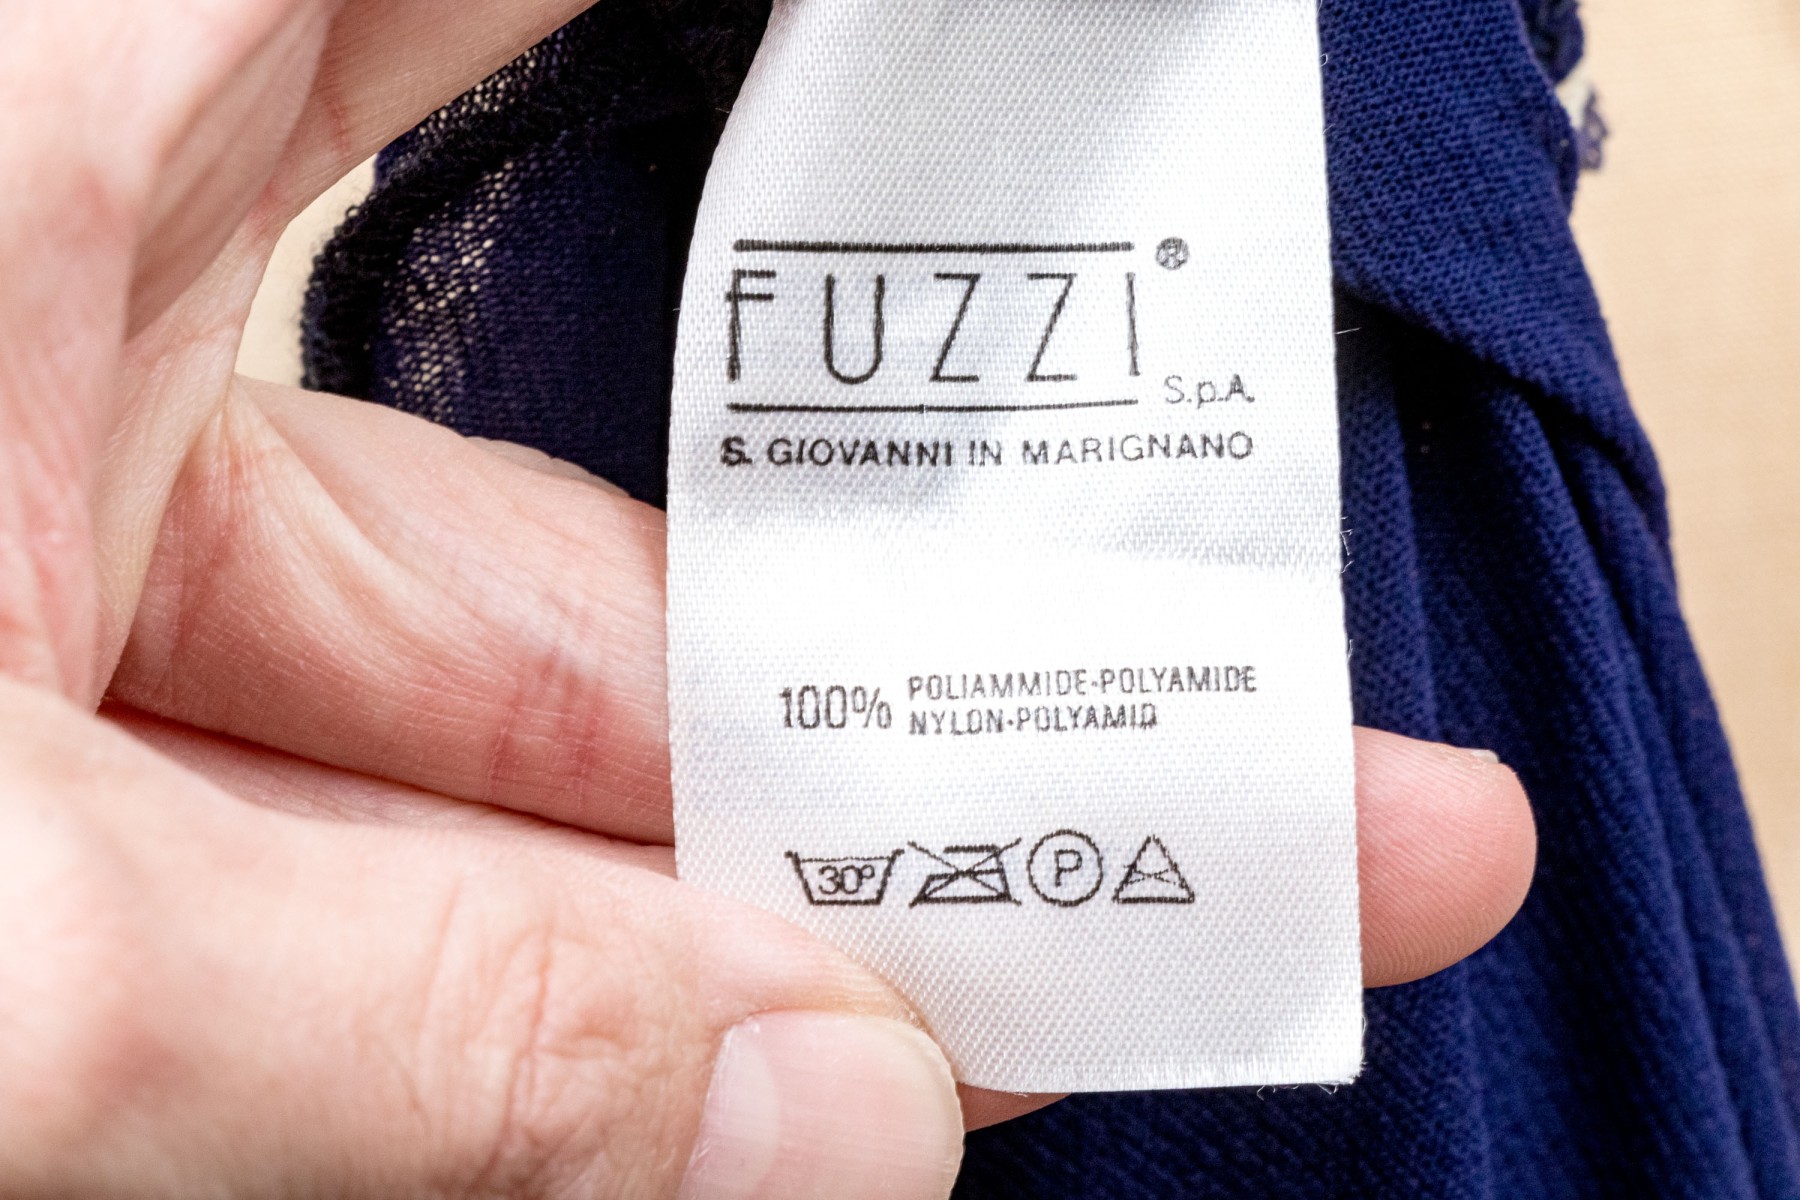 FUZZI®
S.p.A.
S. GIOVANNI IN MARIGNANO
100% POLIAMMIDE-POLYAMIDE
NYLON-POLYAMID
30°
P